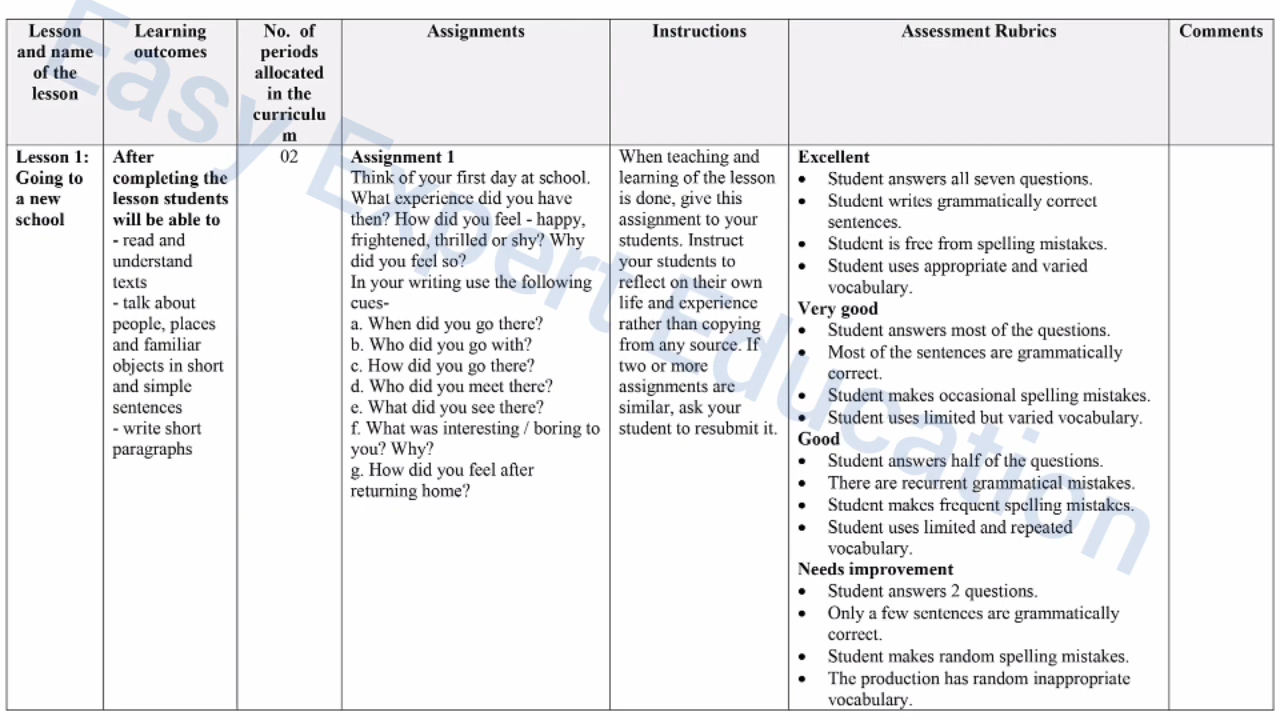 Lesson
and name
of the
lesson
Learning
outcomes
No. of
periods
allocated
in the
curriculu
m
Assignments
Instructions
Assessment Rubrics
Comments
Lesson 1:
Going to
a new
school
After
completing the
lesson students
will be able to
- read and
understand
texts
- talk about
people, places
and familiar
objects in short
and simple
sentences
- write short
paragraphs
02
Assignment 1
Think of your first day at school.
What experience did you have
then? How did you feel - happy,
frightened, thrilled or shy? Why
did you feel so?
In your writing use the following
cues-
a. When did you go there?
b. Who did you go with?
c. How did you go there?
d. Who did you meet there?
e. What did you see there?
f. What was interesting / boring to
you? Why?
g. How did you feel after
returning home?
When teaching and
learning of the lesson
is done, give this
assignment to your
students. Instruct
your students to
reflect on their own
life and experience
rather than copying
from any source. If
two or more
assignments are
similar, ask your
student to resubmit it.
Excellent
• Student answers all seven questions.
• Student writes grammatically correct
sentences.
• Student is free from spelling mistakes.
• Student uses appropriate and varied
vocabulary.
Very good
• Student answers most of the questions.
• Most of the sentences are grammatically
correct.
• Student makes occasional spelling mistakes.
• Student uses limited but varied vocabulary.
Good
• Student answers half of the questions.
• There are recurrent grammatical mistakes.
• Student makes frequent spelling mistakes.
• Student uses limited and repeated
vocabulary.
Needs improvement
• Student answers 2 questions.
• Only a few sentences are grammatically
correct.
• Student makes random spelling mistakes.
• The production has random inappropriate
vocabulary.
Easy Expert Education